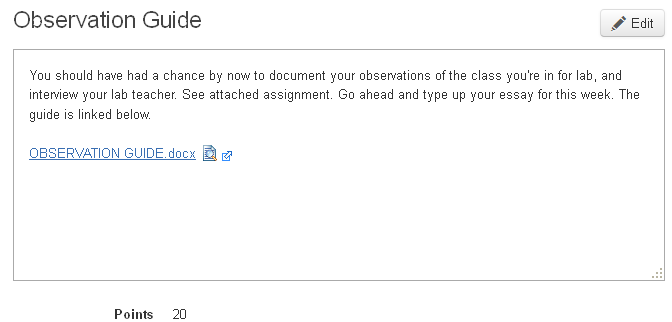 Observation Guide
Edit
You should have had a chance by now to document your observations of the class you're in for lab, and
interview your lab teacher. See attached assignment. Go ahead and type up your essay for this week. The
guide is linked below.
OBSERVATION GUIDE.docx
Points 20